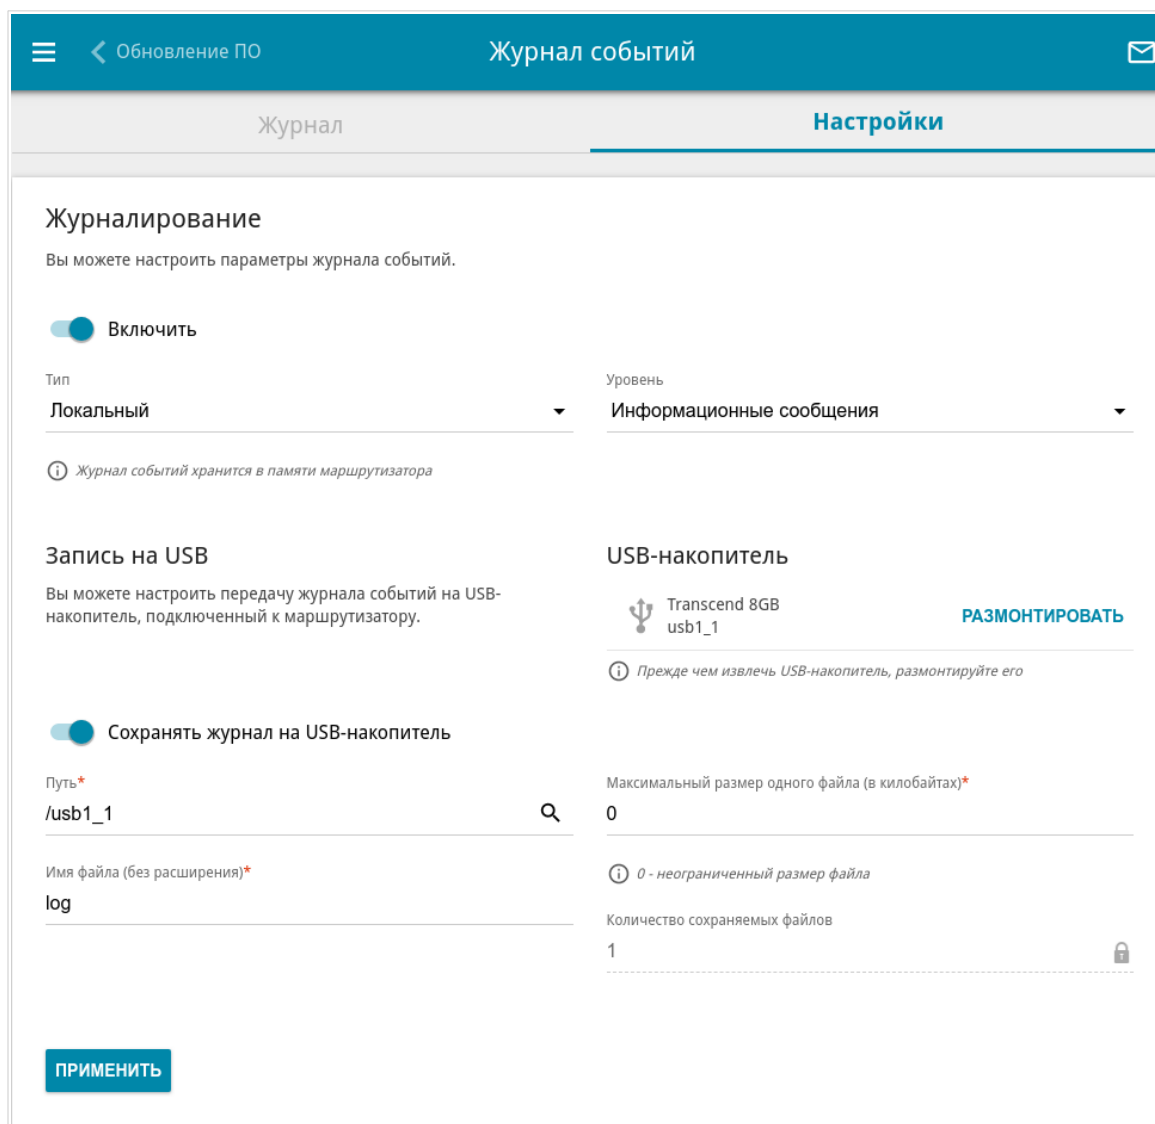 Обновление ПО
Журнал событий
Журнал
Настройки
Журналирование
Вы можете настроить параметры журнала событий.
Включить
Тип
Локальный
Уровень
Информационные сообщения
Журнал событий хранится в памяти маршрутизатора
Запись на USB
Вы можете настроить передачу журнала событий на USB-
накопитель, подключенный к маршрутизатору.
USB-накопитель
Transcend 8GB
usb1_1
РАЗМОНТИРОВАТЬ
Прежде чем извлечь USB-накопитель, размонтируйте его
Сохранять журнал на USB-накопитель
Путь*
/usb1_1
Максимальный размер одного файла (в килобайтах)*
0
Имя файла (без расширения)*
log
0 - неограниченный размер файла
Количество сохраняемых файлов
1
ПРИМЕНИТЬ